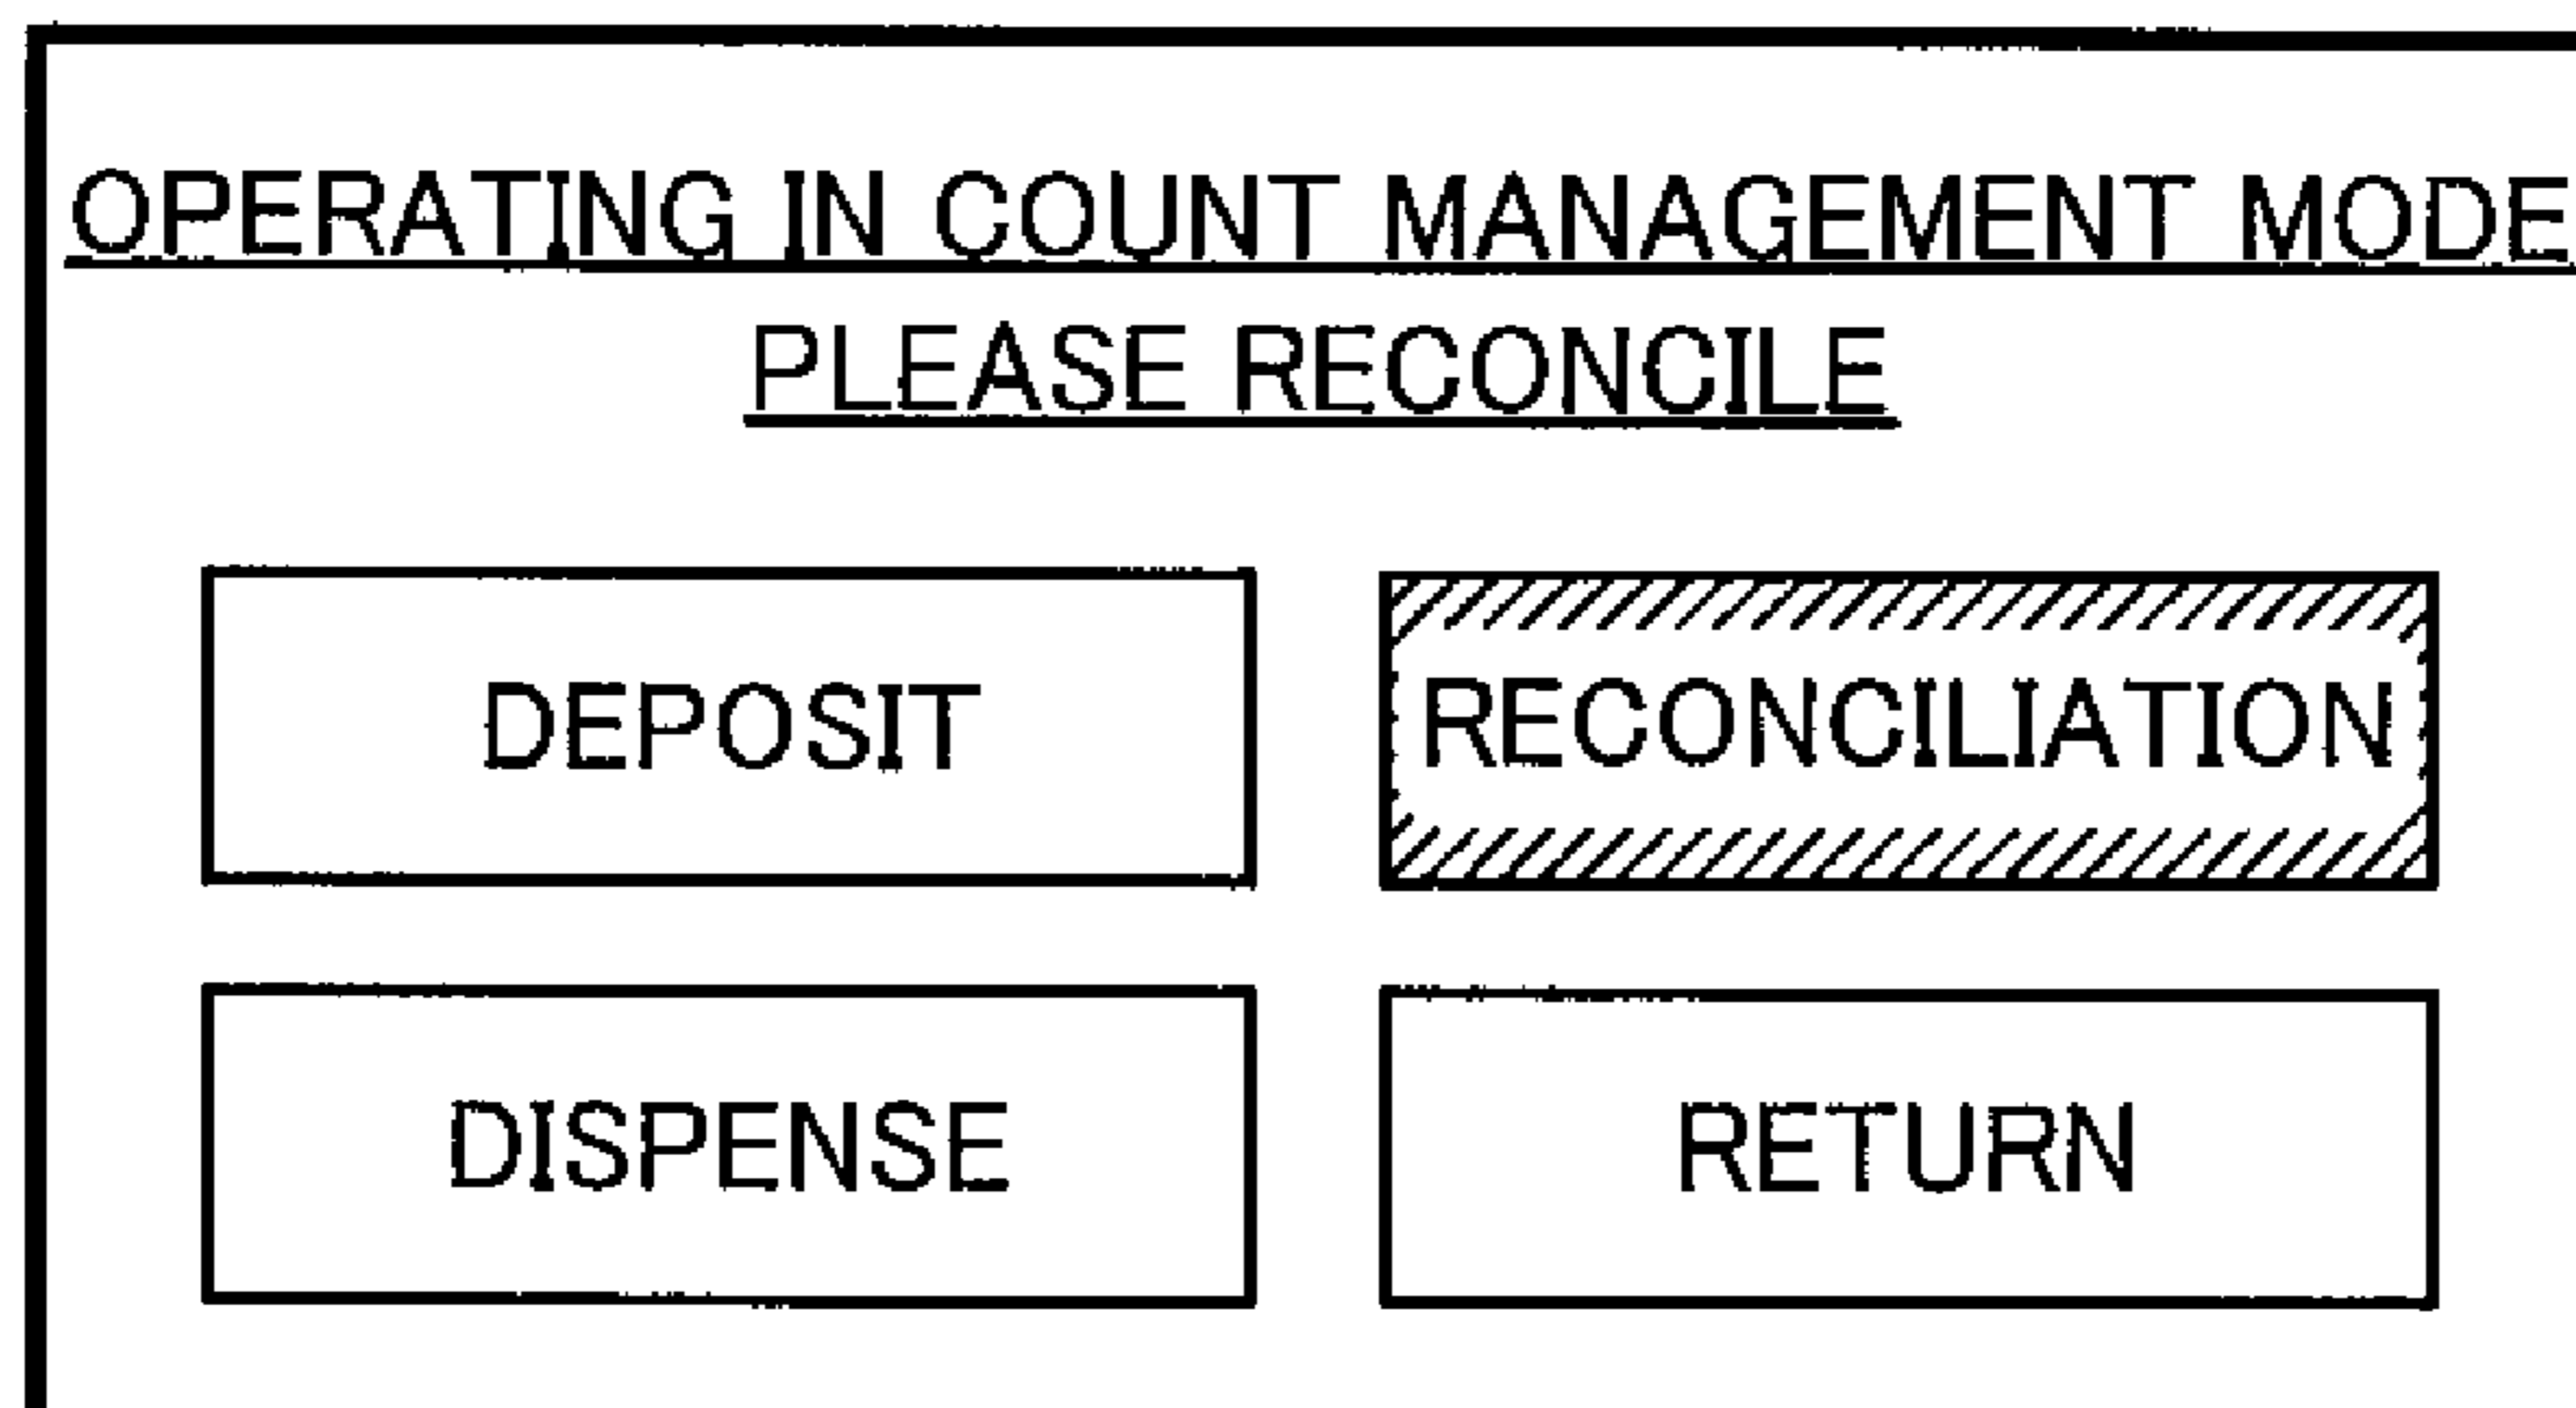 OPERATING IN COUNT MANAGEMENT MODE
PLEASE RECONCILE
DEPOSIT
RECONCILIATION
DISPENSE
RETURN